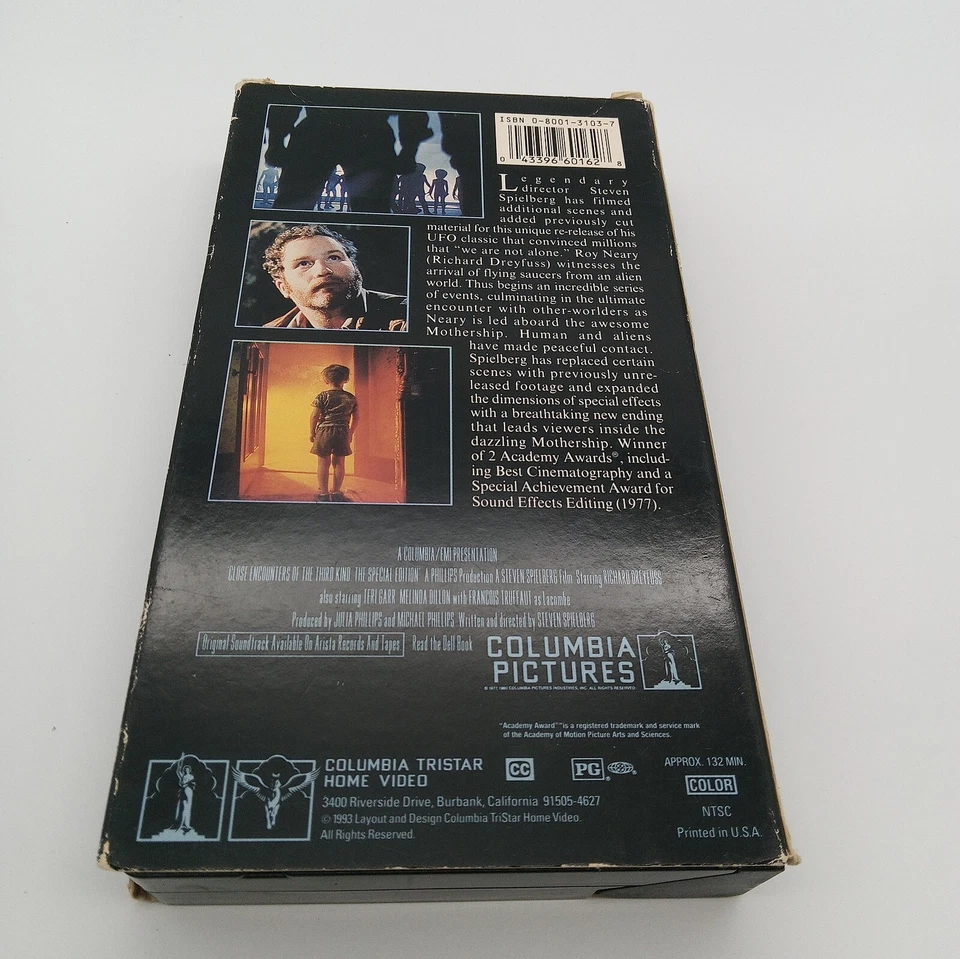 ISBN 0-8001-3103-7
0 43396 60162 8
Legendary
director Steven
Spielberg has filmed
additional scenes and
added previously cut
material for this unique re-release of his
UFO classic that convinced millions
that “we are not alone.” Roy Neary
(Richard Dreyfuss) witnesses the
arrival of flying saucers from an alien
world. Thus begins an incredible series
of events, culminating in the ultimate
encounter with other-worlders as
Neary is led aboard the awesome
Mothership. Human and aliens
have made peaceful contact.
Spielberg has replaced certain
scenes with previously unre-
leased footage and expanded
the dimensions of special effects
with a breathtaking new ending
that leads viewers inside the
dazzling Mothership. Winner
of 2 Academy Awards®, includ-
ing Best Cinematography and a
Special Achievement Award for
Sound Effects Editing (1977).
A COLUMBIA/EMI PRESENTATION
"CLOSE ENCOUNTERS OF THE THIRD KIND THE SPECIAL EDITION" A PHILLIPS Production A STEVEN SPIELBERG Film Starring RICHARD DREYFUSS
also starring TERI GARR MELINDA DILLON with FRANCOIS TRUFFAUT as Lacombe
Produced by JULIA PHILLIPS and MICHAEL PHILLIPS Written and directed by STEVEN SPIELBERG
Original Soundtrack Available On Arista Records And Tapes Read the Dell Book
COLUMBIA
PICTURES
© 1977, 1980 COLUMBIA PICTURES INDUSTRIES, INC. ALL RIGHTS RESERVED.
"Academy Award®" is a registered trademark and service mark
of the Academy of Motion Picture Arts and Sciences.
COLUMBIA TRISTAR
HOME VIDEO
3400 Riverside Drive, Burbank, California 91505-4627
© 1993 Layout and Design Columbia TriStar Home Video.
All Rights Reserved.
CC
PG
APPROX. 132 MIN.
COLOR
NTSC
Printed in U.S.A.